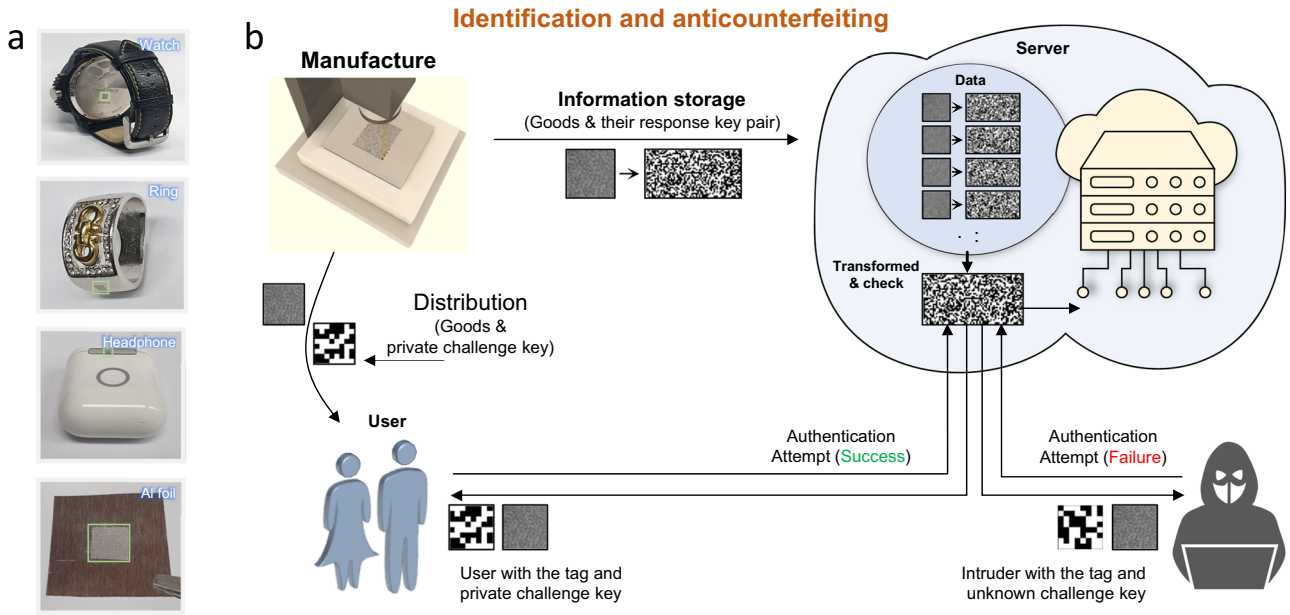 Identification and anticounterfeiting
a
Watch
Ring
Headphone
Al foil
b
Manufacture
Information storage
(Goods & their response key pair)
Server
Data
Transformed
& check
Distribution
(Goods &
private challenge key)
User
Authentication
Attempt (Success)
Authentication
Attempt (Failure)
User with the tag and
private challenge key
Intruder with the tag and
unknown challenge key